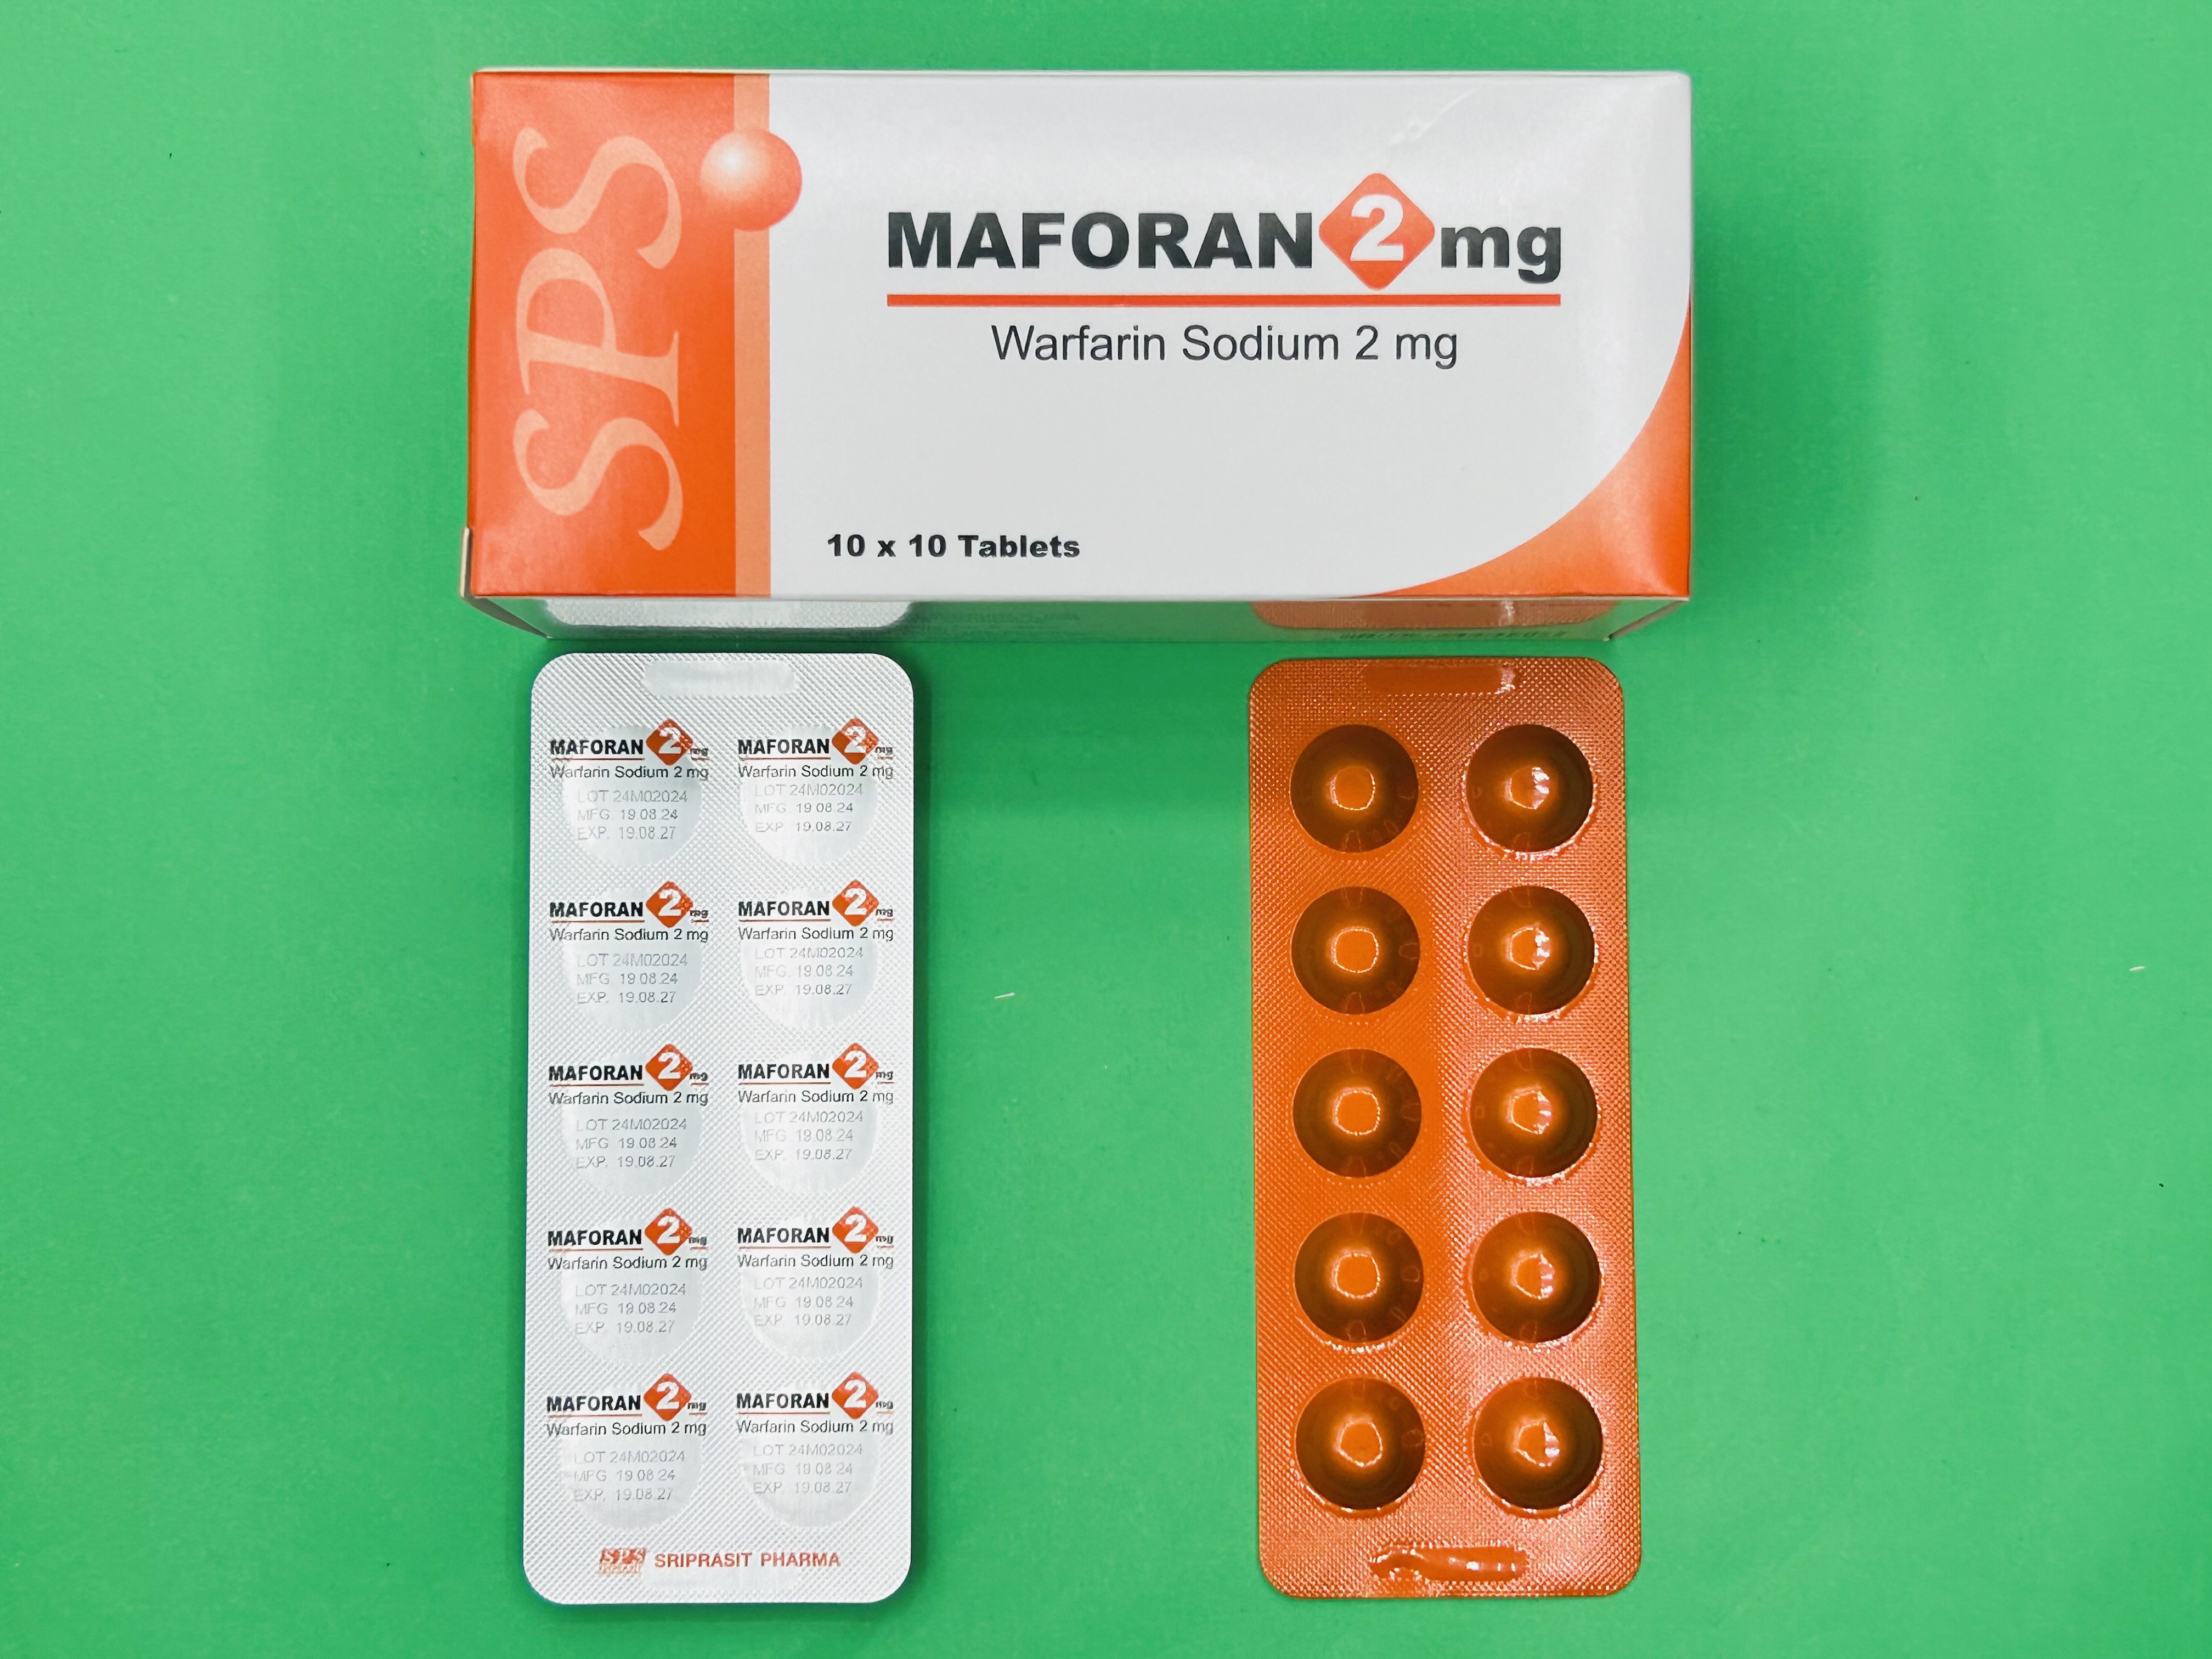 SPS
MAFORAN 2 mg
Warfarin Sodium 2 mg
10 x 10 Tablets
MAFORAN 2 mg MAFORAN 2 mg
Warfarin Sodium 2 mg Warfarin Sodium 2 mg
LOT 24M02024 LOT 24M02024
MFG. 19.08.24 MFG. 19.08.24
EXP. 19.08.27 EXP. 19.08.27
MAFORAN 2 mg MAFORAN 2 mg
Warfarin Sodium 2 mg Warfarin Sodium 2 mg
LOT 24M02024 LOT 24M02024
MFG. 19.08.24 MFG. 19.08.24
EXP. 19.08.27 EXP. 19.08.27
MAFORAN 2 mg MAFORAN 2 mg
Warfarin Sodium 2 mg Warfarin Sodium 2 mg
LOT 24M02024 LOT 24M02024
MFG. 19.08.24 MFG. 19.08.24
EXP. 19.08.27 EXP. 19.08.27
MAFORAN 2 mg MAFORAN 2 mg
Warfarin Sodium 2 mg Warfarin Sodium 2 mg
LOT 24M02024 LOT 24M02024
MFG. 19.08.24 MFG. 19.08.24
EXP. 19.08.27 EXP. 19.08.27
MAFORAN 2 mg MAFORAN 2 mg
Warfarin Sodium 2 mg Warfarin Sodium 2 mg
LOT 24M02024 LOT 24M02024
MFG. 19.08.24 MFG. 19.08.24
EXP. 19.08.27 EXP. 19.08.27
SPS SRIPRASIT PHARMA